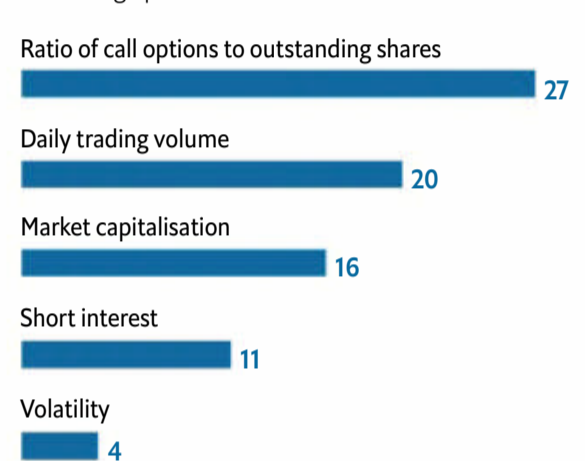 Ratio of call options to outstanding shares
27
Daily trading volume
20
Market capitalisation
16
Short interest
11
Volatility
4